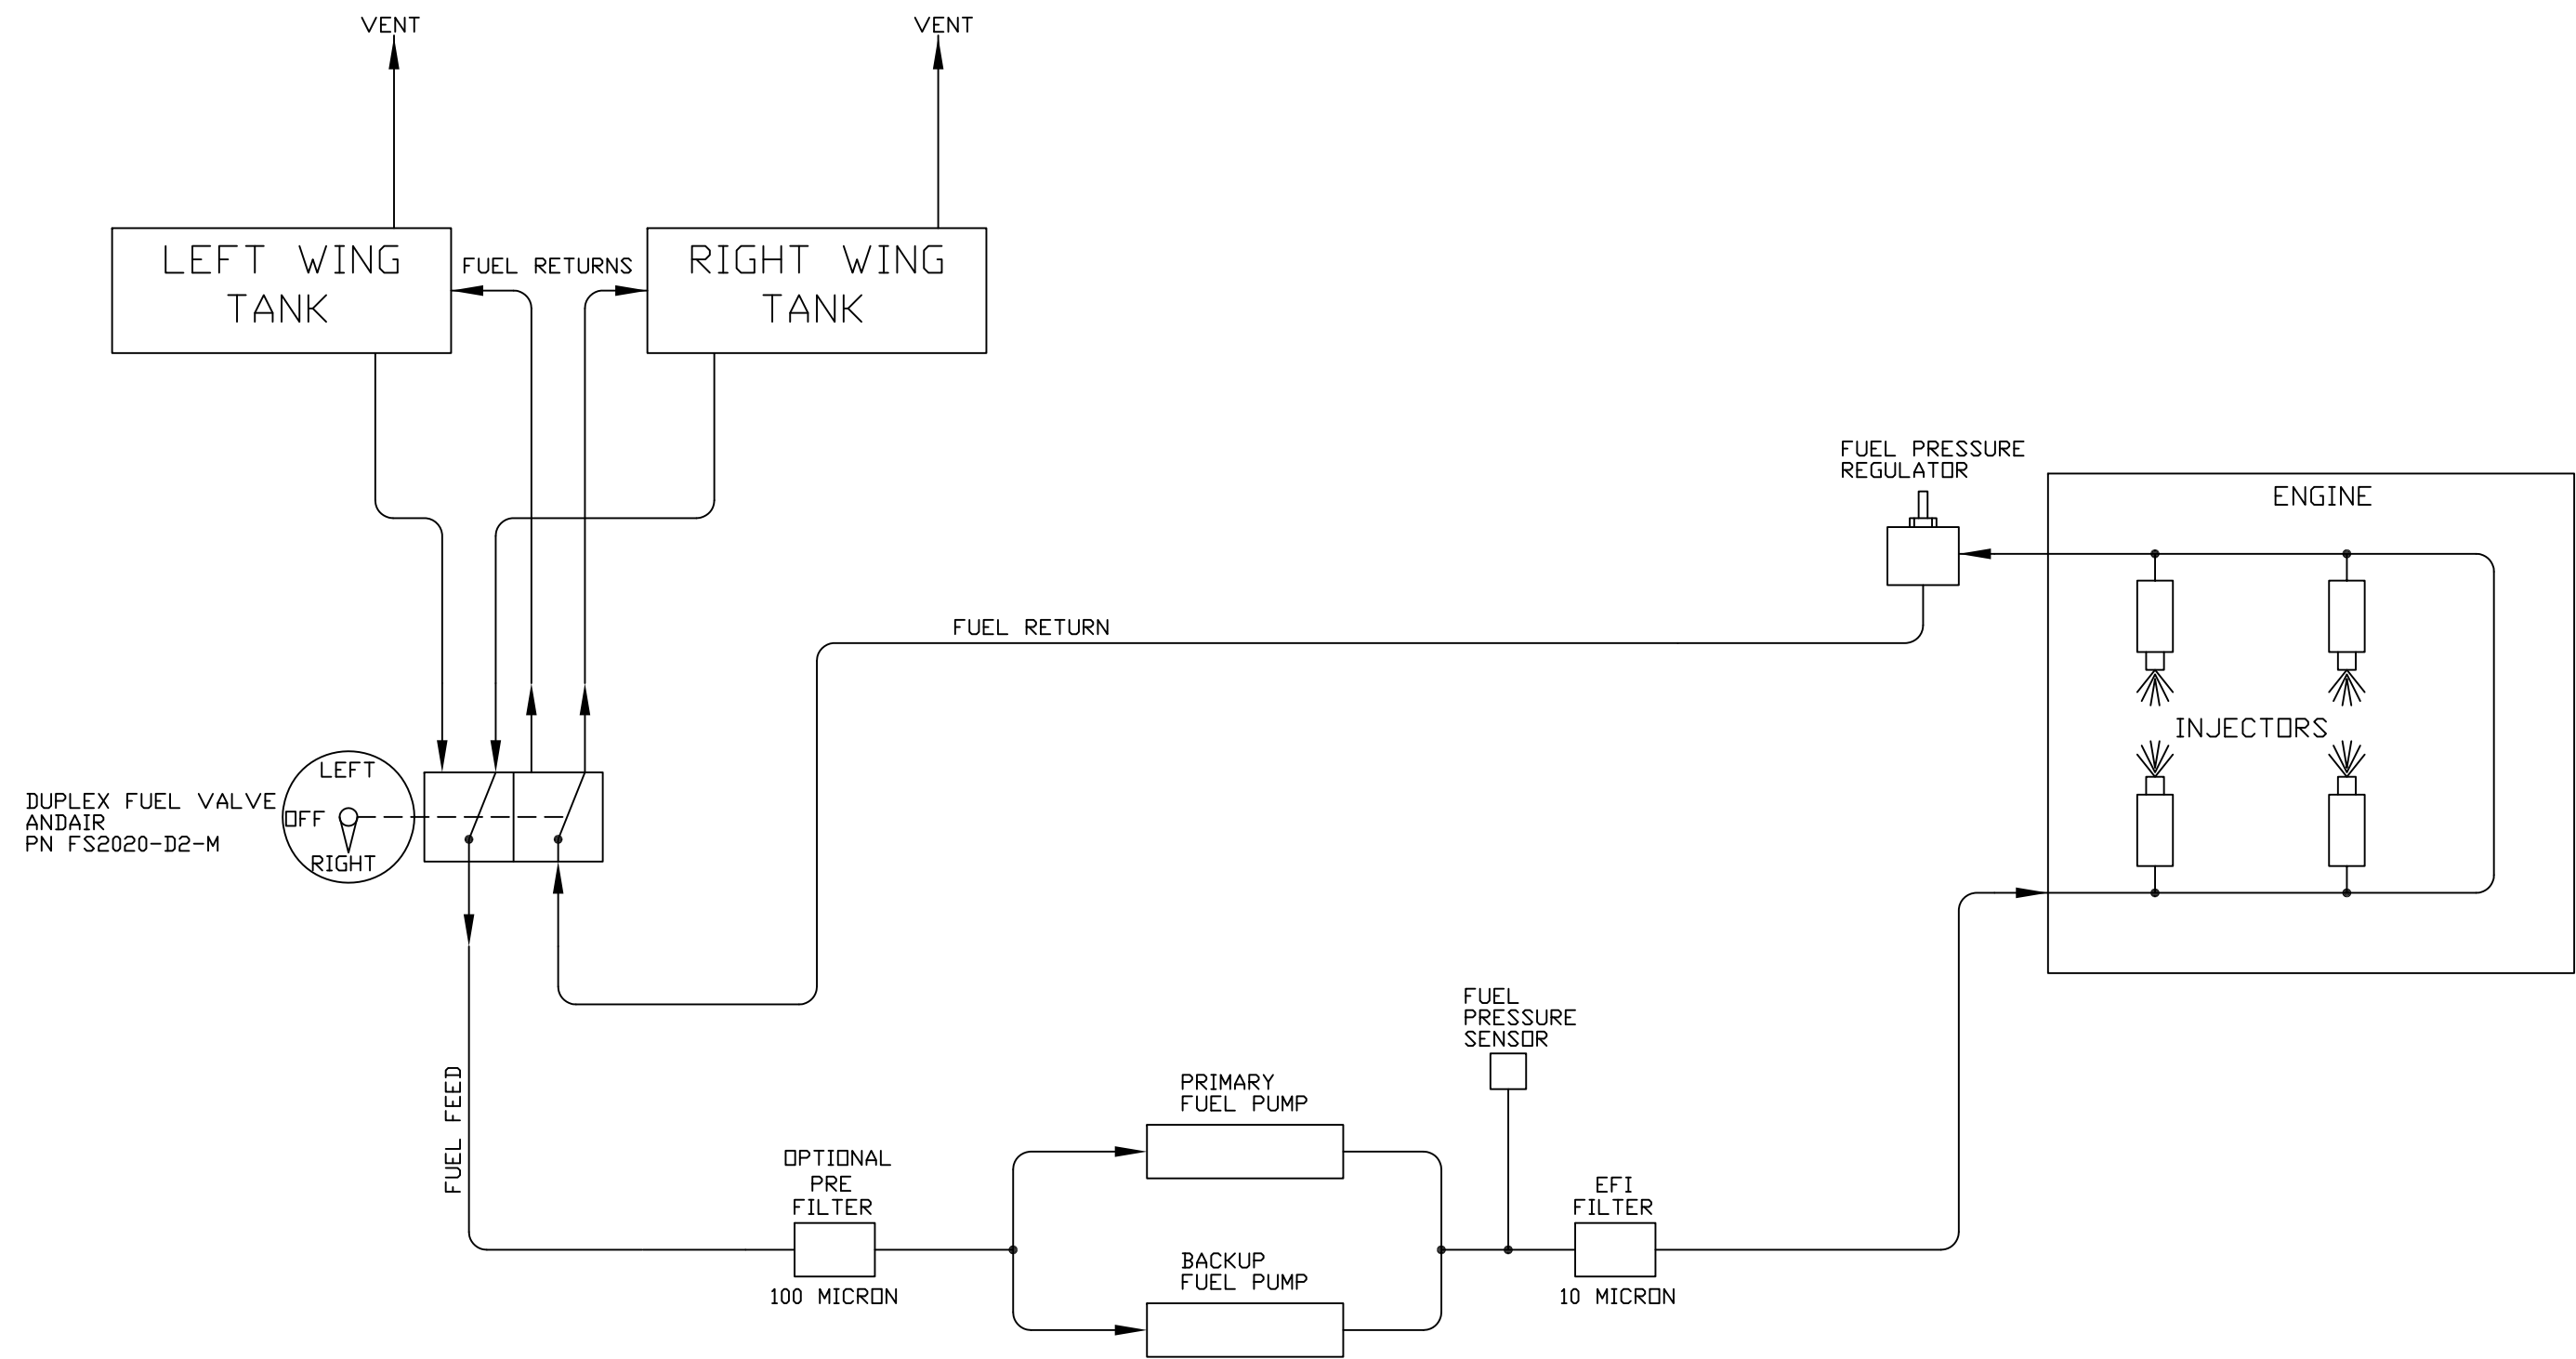 VENT
VENT
LEFT WING
TANK
FUEL RETURNS
RIGHT WING
TANK
FUEL PRESSURE
REGULATOR
ENGINE
FUEL RETURN
INJECTORS
DUPLEX FUEL VALVE
ANDAIR
PN FS2020-D2-M
LEFT
OFF
RIGHT
FUEL FEED
FUEL
PRESSURE
SENSOR
PRIMARY
FUEL PUMP
OPTIONAL
PRE
FILTER
100 MICRON
BACKUP
FUEL PUMP
EFI
FILTER
10 MICRON